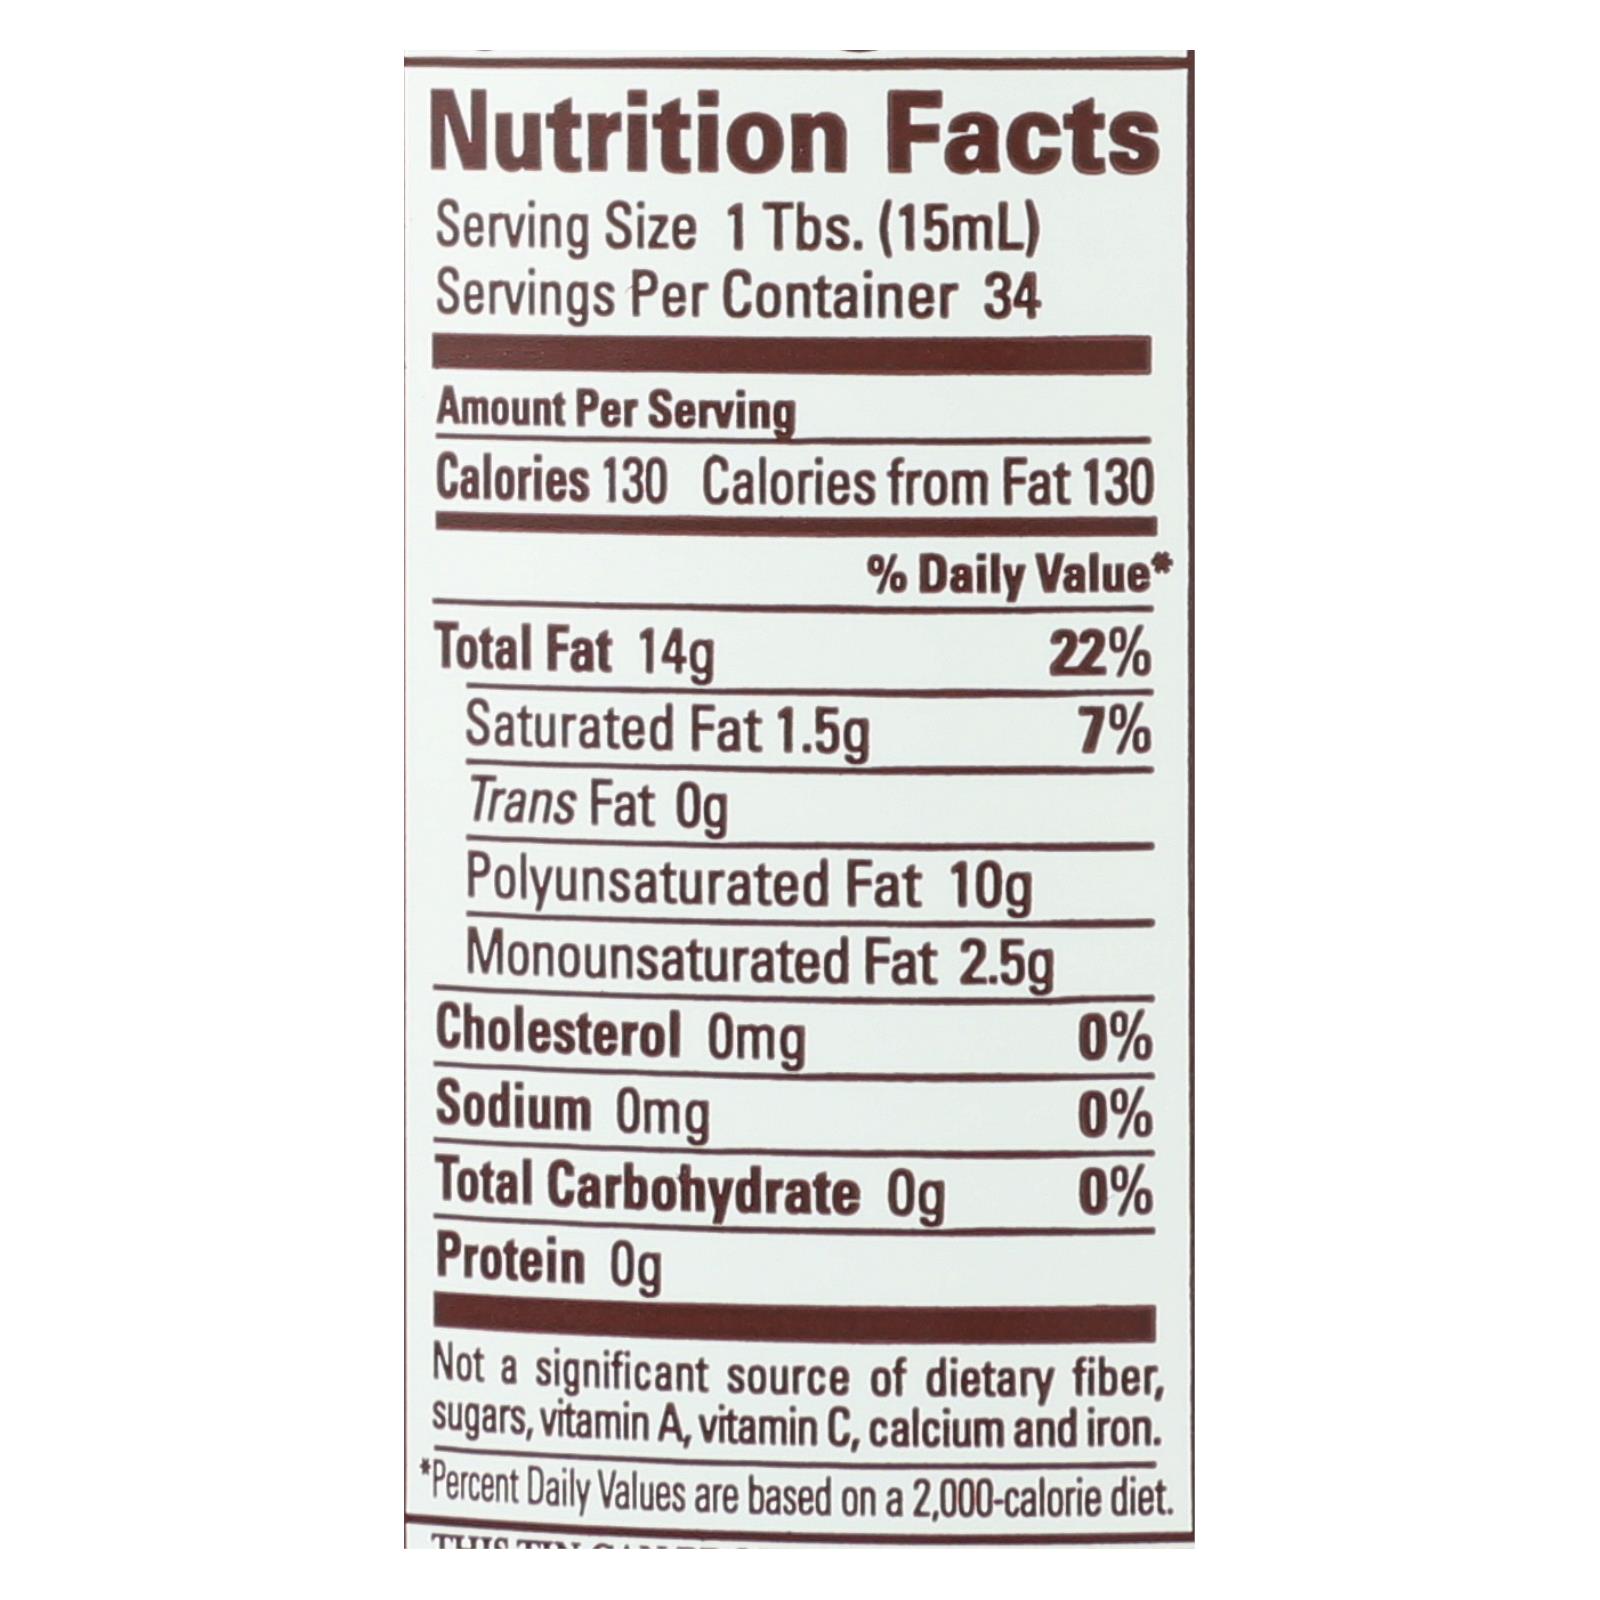 Nutrition Facts
Serving Size 1 Tbs. (15mL)
Servings Per Container 34
Amount Per Serving
Calories 130 Calories from Fat 130
% Daily Value*
Total Fat 14g 22%
Saturated Fat 1.5g 7%
Trans Fat 0g
Polyunsaturated Fat 10g
Monounsaturated Fat 2.5g
Cholesterol 0mg 0%
Sodium 0mg 0%
Total Carbohydrate 0g 0%
Protein 0g
Not a significant source of dietary fiber,
sugars, vitamin A, vitamin C, calcium and iron.
*Percent Daily Values are based on a 2,000-calorie diet.
THIS TIN CAN